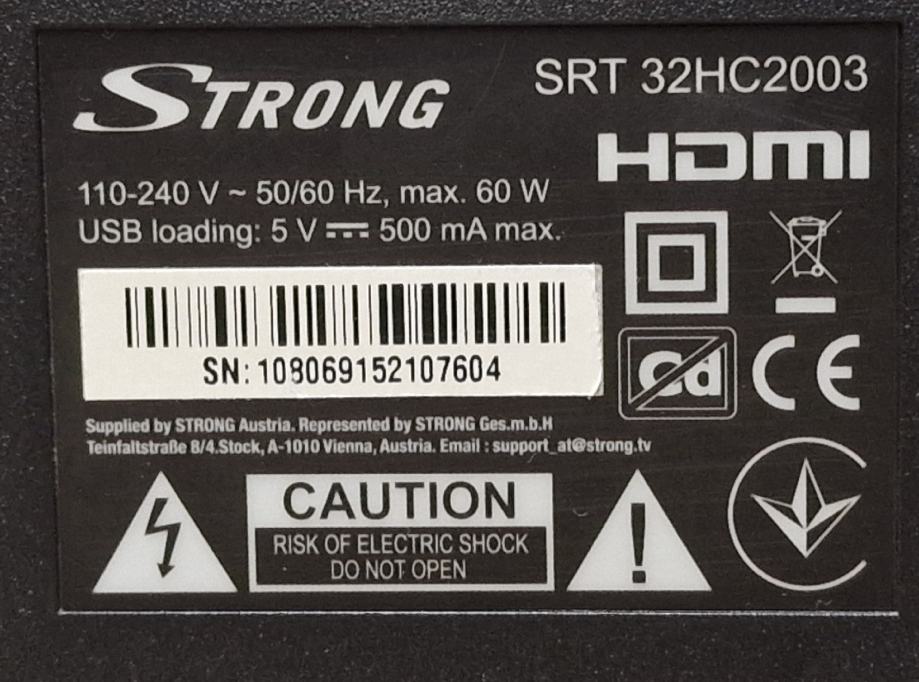 STRONG
SRT 32HC2003
HDMI
110-240 V ~ 50/60 Hz, max. 60 W
USB loading: 5 V ⎓ 500 mA max.
SN: 108069152107604
Cd
CE
Supplied by STRONG Austria. Represented by STRONG Ges.m.b.H
Teinfaltstraße 8/4.Stock, A-1010 Vienna, Austria. Email : support_at@strong.tv
CAUTION
RISK OF ELECTRIC SHOCK
DO NOT OPEN